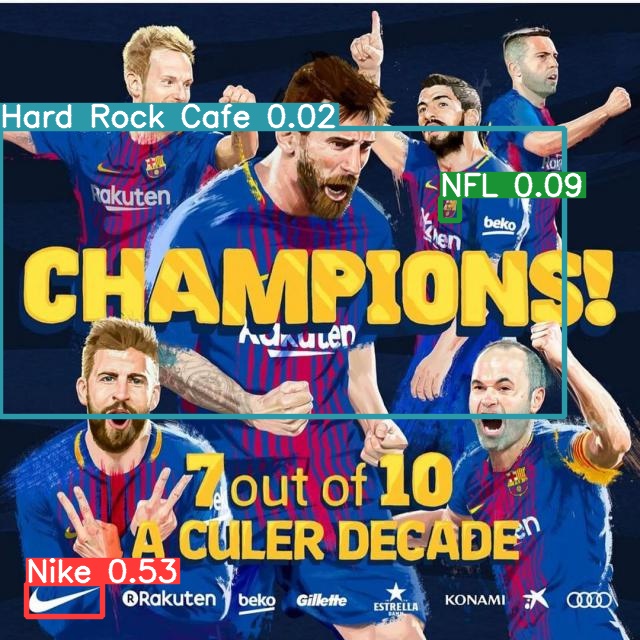 Hard Rock Cafe 0.02
NFL 0.09
Rakuten
beko
CHAMPIONS!
Rakuten
7 out of 10
A CULER DECADE
Nike 0.53
Rakuten beko Gillette ESTRELLA DAMM KONAMI